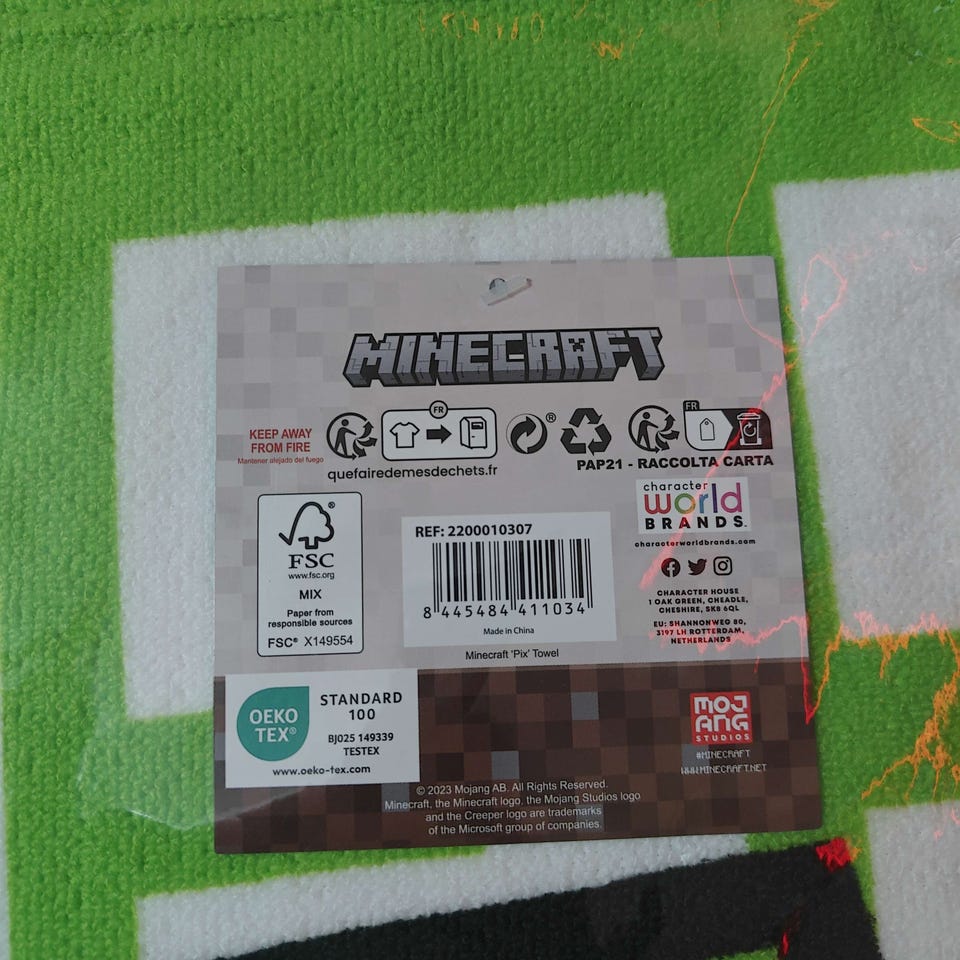 MINECRAFT
KEEP AWAY
FROM FIRE
Mantener alejado del fuego
FR
quefairedemesdechets.fr
®
FR
PAP21 - RACCOLTA CARTA
FSC®
www.fsc.org
MIX
Paper from
responsible sources
FSC® X149554
REF: 2200010307
8 445484 411034
Made in China
Minecraft 'Pix' Towel
character
world
BRANDS.
characterworldbrands.com
CHARACTER HOUSE
1 OAK GREEN, CHEADLE,
CHESHIRE, SK8 6QL
EU: SHANNONWEG 80,
3197 LH ROTTERDAM,
NETHERLANDS
OEKO
TEX®
STANDARD
100
BJ025 149339
TESTEX
www.oeko-tex.com
MOJ
ANG
STUDIOS
#MINECRAFT
WWW.MINECRAFT.NET
© 2023 Mojang AB. All Rights Reserved.
Minecraft, the Minecraft logo, the Mojang Studios logo
and the Creeper logo are trademarks
of the Microsoft group of companies.